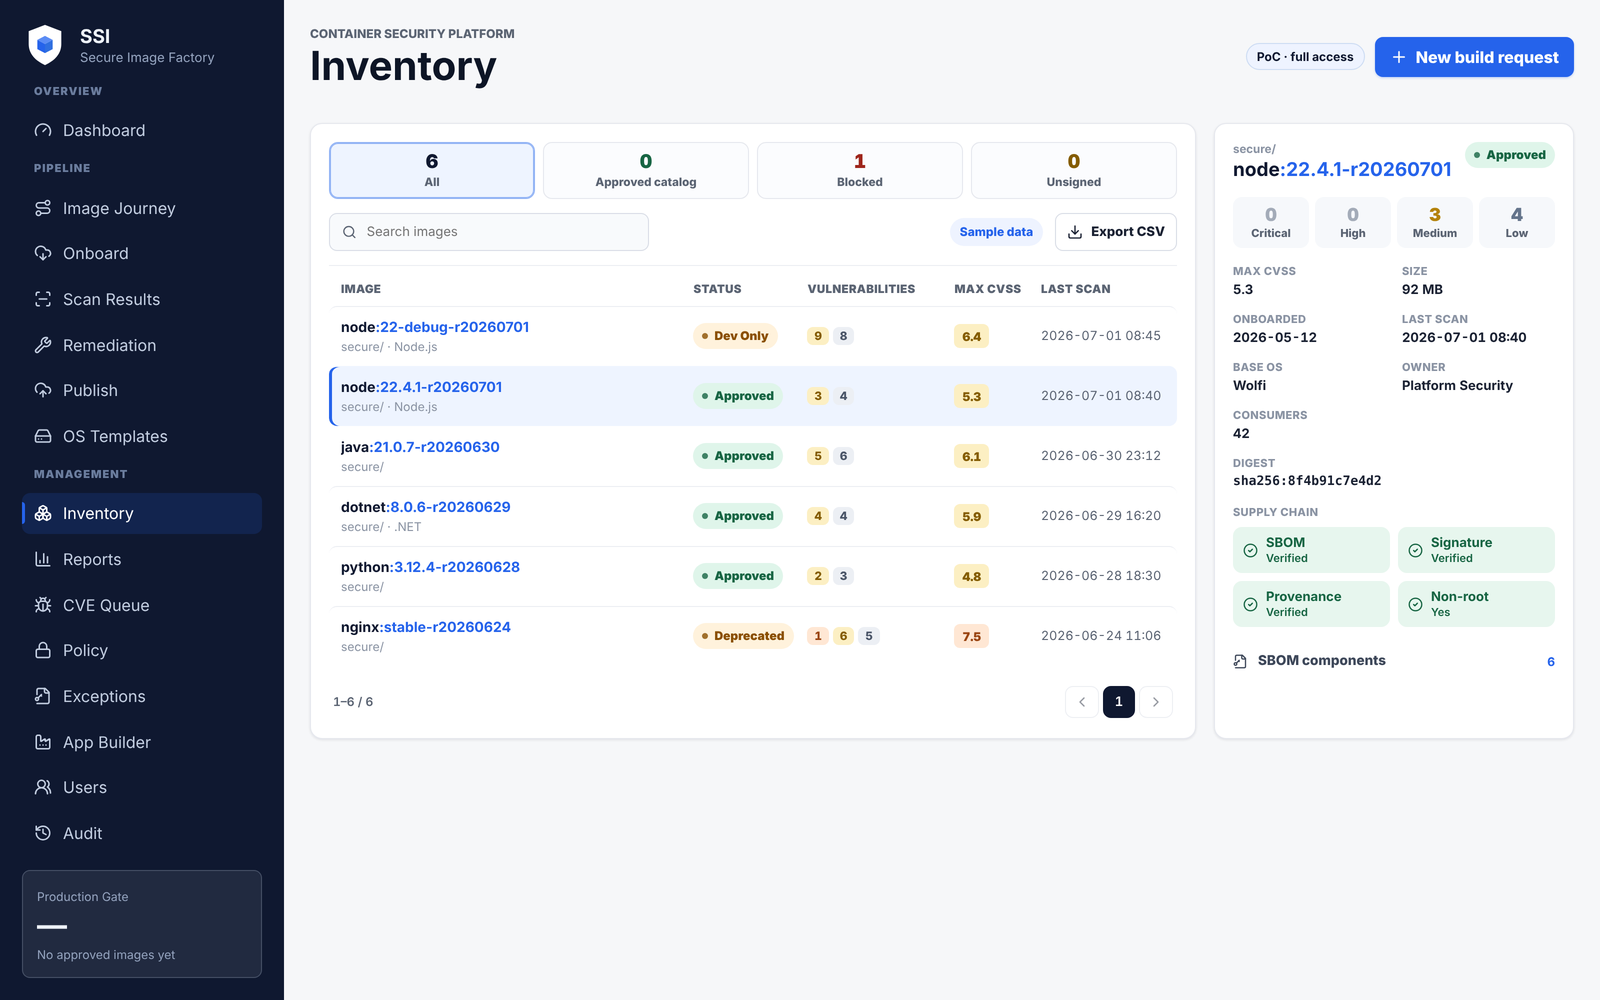 SSI
Secure Image Factory
OVERVIEW
Dashboard
PIPELINE
Image Journey
Onboard
Scan Results
Remediation
Publish
OS Templates
MANAGEMENT
Inventory
Reports
CVE Queue
Policy
Exceptions
App Builder
Users
Audit
Production Gate
—
No approved images yet
CONTAINER SECURITY PLATFORM
Inventory
PoC · full access
New build request
6
All
0
Approved catalog
1
Blocked
0
Unsigned
Search images
Sample data
Export CSV
IMAGE STATUS VULNERABILITIES MAX CVSS LAST SCAN
node:22-debug-r20260701
secure/ · Node.js
Dev Only 9 8 6.4 2026-07-01 08:45
node:22.4.1-r20260701
secure/ · Node.js
Approved 3 4 5.3 2026-07-01 08:40
java:21.0.7-r20260630
secure/
Approved 5 6 6.1 2026-06-30 23:12
dotnet:8.0.6-r20260629
secure/ · .NET
Approved 4 4 5.9 2026-06-29 16:20
python:3.12.4-r20260628
secure/
Approved 2 3 4.8 2026-06-28 18:30
nginx:stable-r20260624
secure/
Deprecated 1 6 5 7.5 2026-06-24 11:06
1–6 / 6
1
secure/
node:22.4.1-r20260701
Approved
0
Critical
0
High
3
Medium
4
Low
MAX CVSS
5.3
SIZE
92 MB
ONBOARDED
2026-05-12
LAST SCAN
2026-07-01 08:40
BASE OS
Wolfi
OWNER
Platform Security
CONSUMERS
42
DIGEST
sha256:8f4b91c7e4d2
SUPPLY CHAIN
SBOM
Verified
Signature
Verified
Provenance
Verified
Non-root
Yes
SBOM components
6